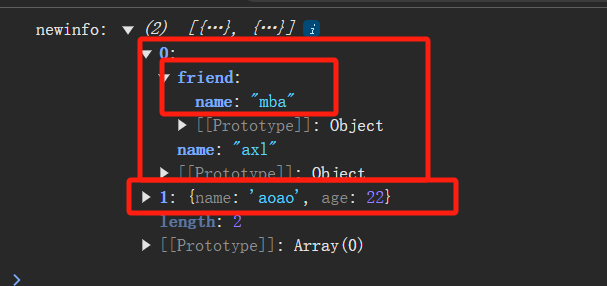 newinfo: ▼ (2) [{…}, {…}] i
▼ 0:
▼ friend:
name: "mba"
▶ [[Prototype]]: Object
name: "axl"
▶ [[Prototype]]: Object
▶ 1: {name: 'aoao', age: 22}
length: 2
▶ [[Prototype]]: Array(0)
>